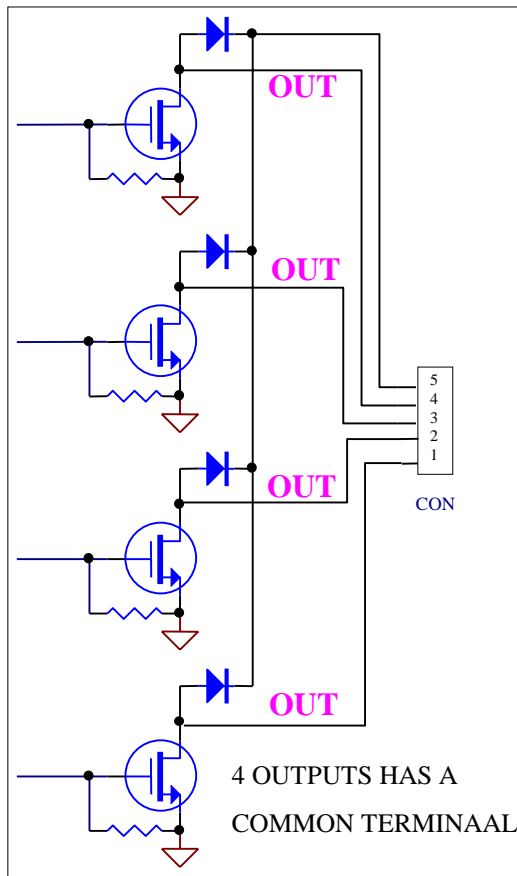 OUT
OUT
5
4
3
2
1
CON
OUT
OUT
4 OUTPUTS HAS A
COMMON TERMINAAL